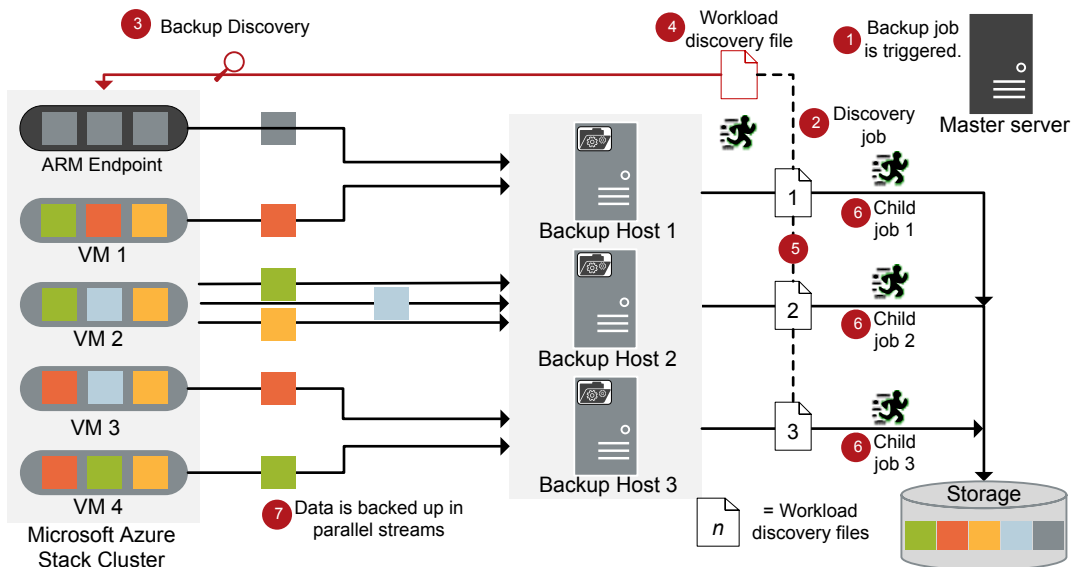 3 Backup Discovery
4 Workload
discovery file
1 Backup job
is triggered.
Master server
2 Discovery
job
ARM Endpoint
VM 1
VM 2
VM 3
VM 4
Microsoft Azure
Stack Cluster
Backup Host 1
Backup Host 2
Backup Host 3
1
6 Child
job 1
5
2
6 Child
job 2
3
6 Child
job 3
7 Data is backed up in
parallel streams
n
= Workload
discovery files
Storage